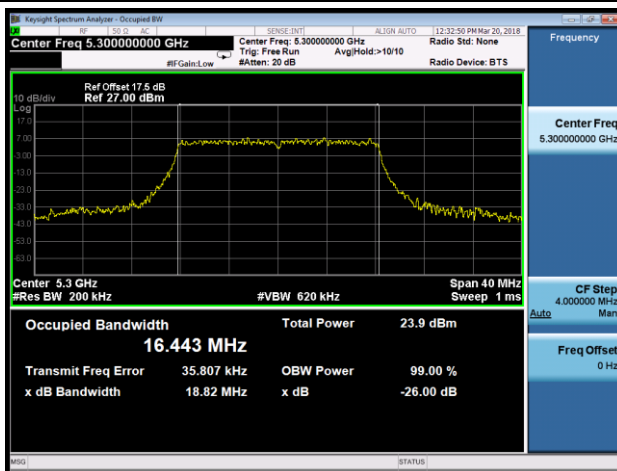 Keysight Spectrum Analyzer - Occupied BW
RF 50 Ω AC SENSE:INT ALIGN AUTO 12:32:50 PM Mar 20, 2018
Center Freq 5.300000000 GHz Center Freq: 5.300000000 GHz Radio Std: None Frequency
Trig: Free Run Avg|Hold:>10/10
#IFGain:Low #Atten: 20 dB Radio Device: BTS
Ref Offset 17.5 dB
10 dB/div Ref 27.00 dBm
Log
17.0
7.00
-3.00
-13.0
-23.0
-33.0
-43.0
-53.0
-63.0
Center Freq
5.300000000 GHz
Center 5.3 GHz Span 40 MHz
#Res BW 200 kHz #VBW 620 kHz Sweep 1 ms
CF Step
4.000000 MHz
Auto Man
Occupied Bandwidth Total Power 23.9 dBm
16.443 MHz
Transmit Freq Error 35.807 kHz OBW Power 99.00 %
x dB Bandwidth 18.82 MHz x dB -26.00 dB
Freq Offset
0 Hz
MSG STATUS